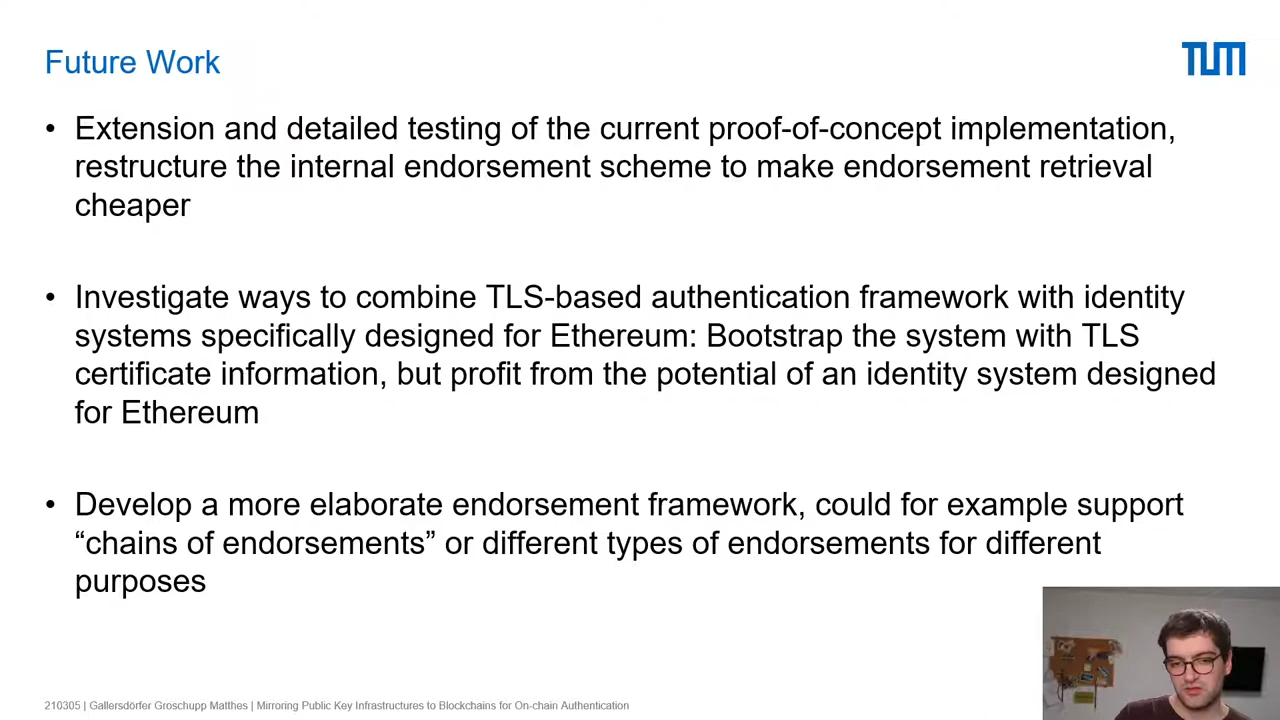 Future Work
TUM
• Extension and detailed testing of the current proof-of-concept implementation,
restructure the internal endorsement scheme to make endorsement retrieval
cheaper
• Investigate ways to combine TLS-based authentication framework with identity
systems specifically designed for Ethereum: Bootstrap the system with TLS
certificate information, but profit from the potential of an identity system designed
for Ethereum
• Develop a more elaborate endorsement framework, could for example support
“chains of endorsements” or different types of endorsements for different
purposes
210305 | Gallersdörfer Groschupp Matthes | Mirroring Public Key Infrastructures to Blockchains for On-chain Authentication